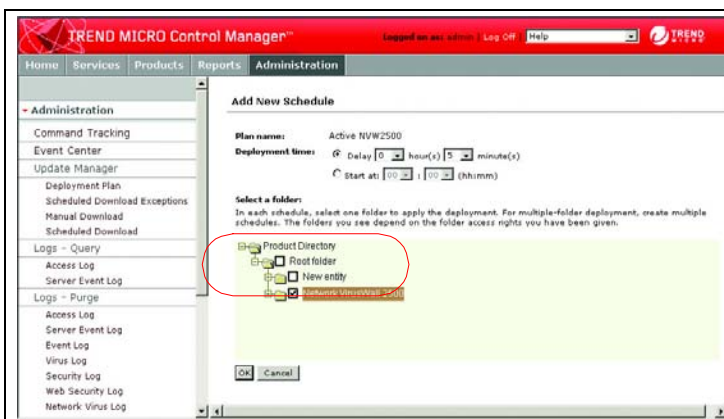 TREND MICRO Control Manager™
Logged on as: admin | Log Off
Help
TREND
MICRO
Home Services Products Reports Administration
Administration
Command Tracking
Event Center
Update Manager
Deployment Plan
Scheduled Download Exceptions
Manual Download
Scheduled Download
Logs - Query
Access Log
Server Event Log
Logs - Purge
Access Log
Server Event Log
Event Log
Virus Log
Security Log
Web Security Log
Network Virus Log
Add New Schedule
Plan name: Active NVW2500
Deployment time: Delay 0 hour(s) 5 minute(s)
Start at: 00 : 00 (hh:mm)
Select a folder:
In each schedule, select one folder to apply the deployment. For multiple-folder deployment, create multiple
schedules. The folders you see depend on the folder access rights you have been given.
Product Directory
Root folder
New entity
Network VirusWall 2500
OK Cancel